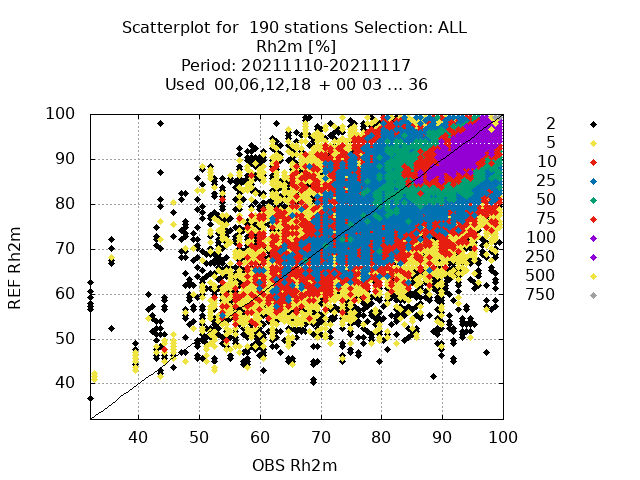 Scatterplot for  190 stations Selection: ALL
Rh2m [%]
Period: 20211110-20211117
Used  00,06,12,18  + 00 03 ... 36
REF Rh2m
100
90
80
70
60
50
40
40 50 60 70 80 90 100
OBS Rh2m
2
5
10
25
50
75
100
250
500
750